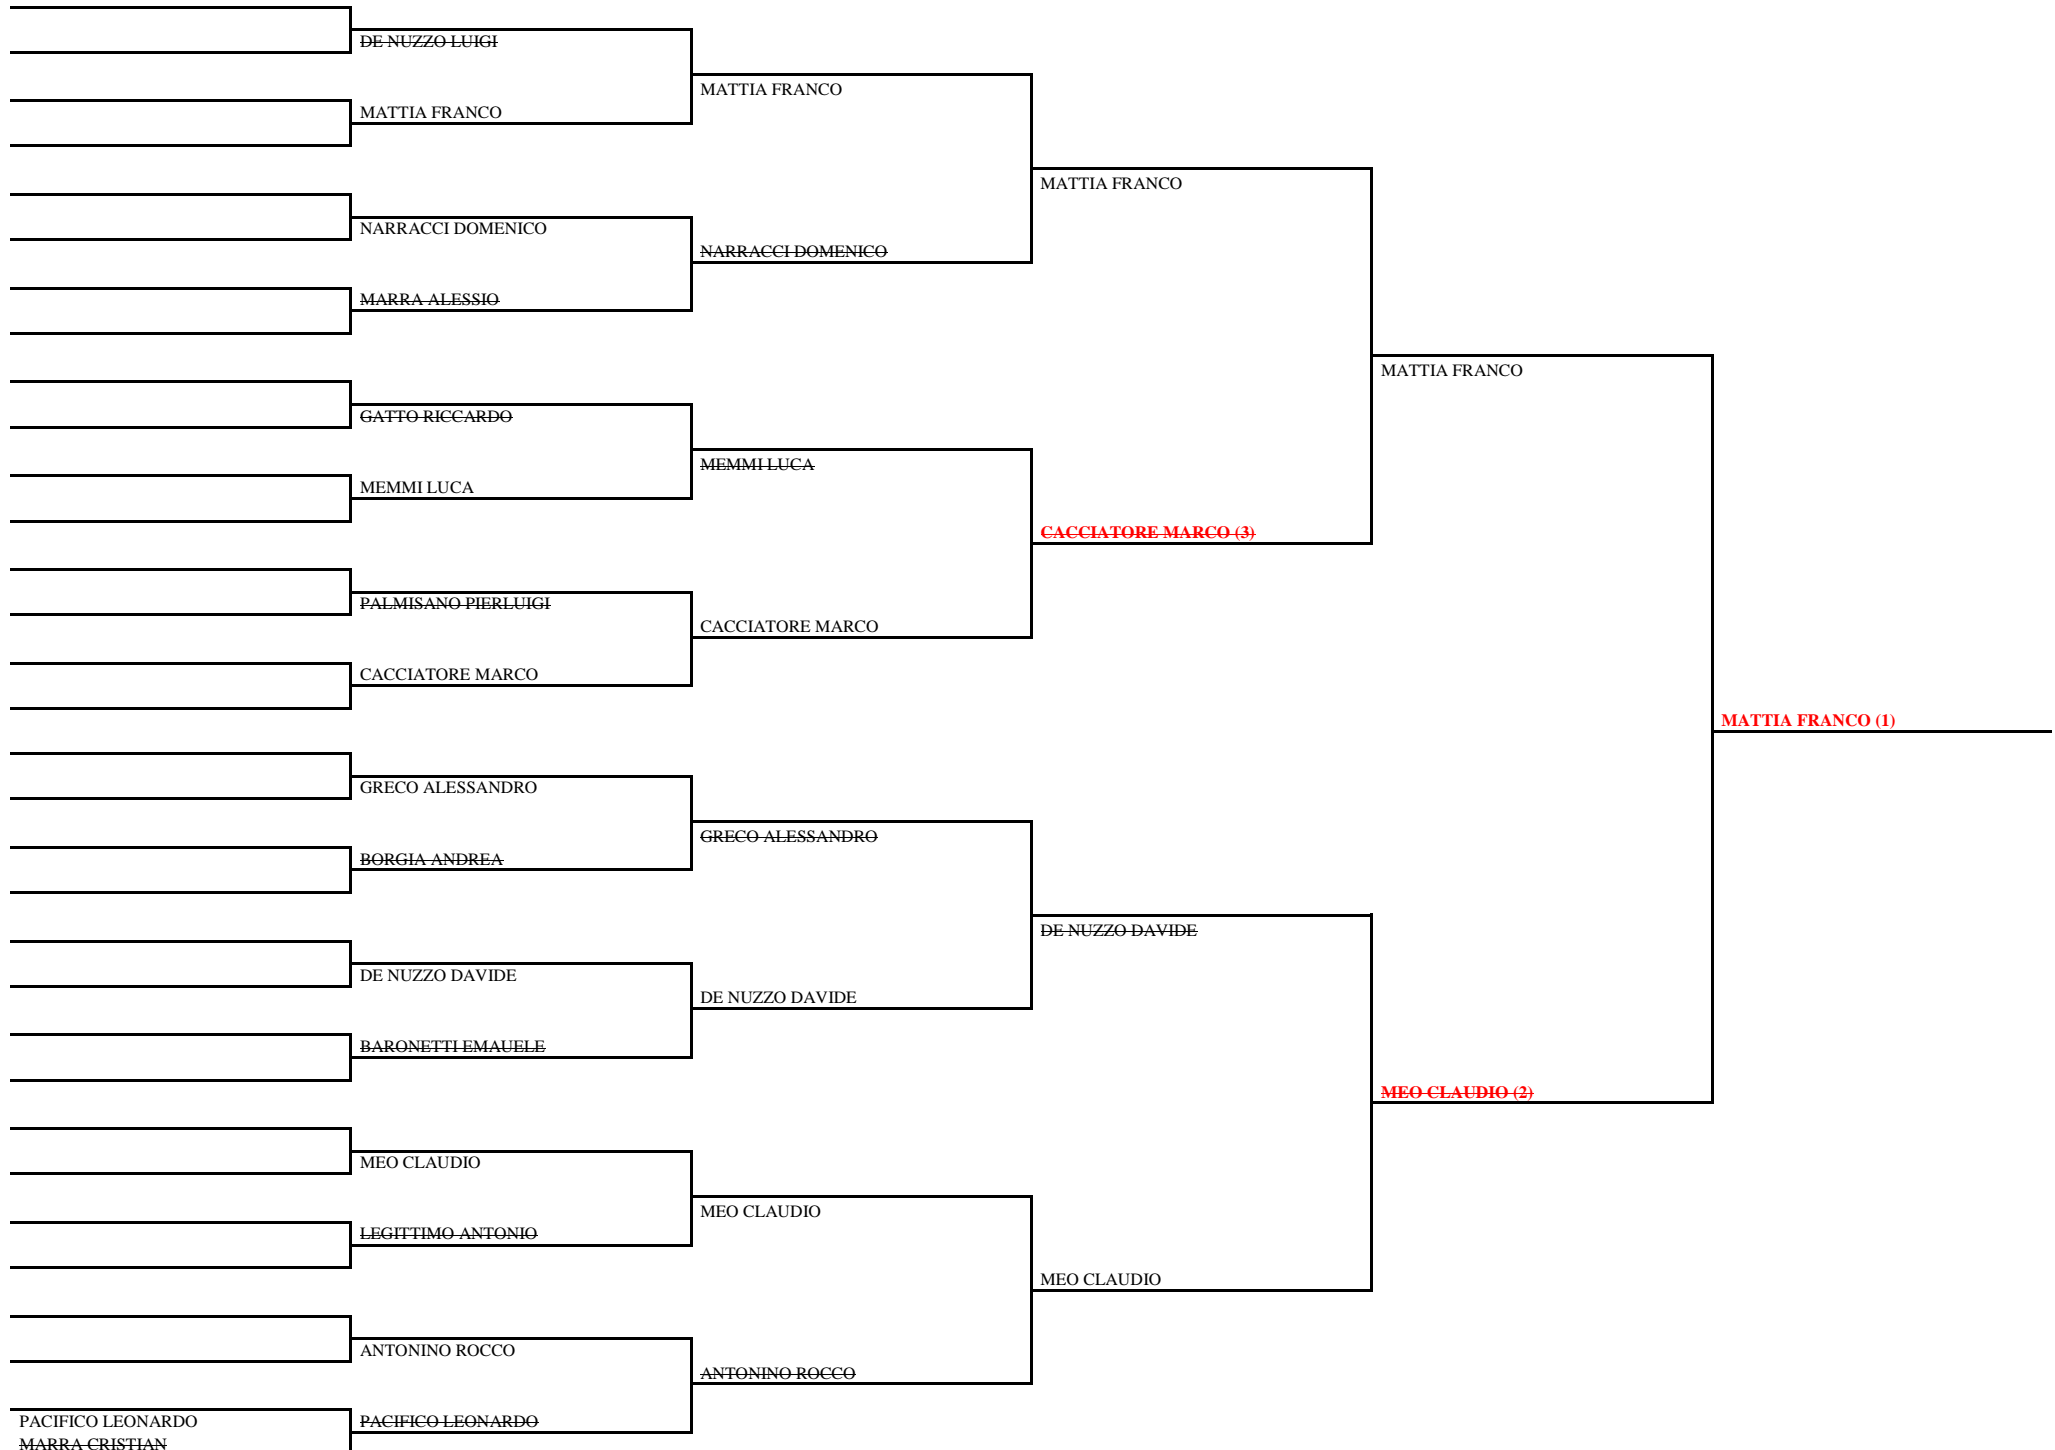 DE NUZZO LUIGI
MATTIA FRANCO
MATTIA FRANCO
MATTIA FRANCO
NARRACCI DOMENICO
NARRACCI DOMENICO
MARRA ALESSIO
MATTIA FRANCO
GATTO RICCARDO
MEMMI LUCA
MEMMI LUCA
CACCIATORE MARCO (3)
PALMISANO PIERLUIGI
CACCIATORE MARCO
CACCIATORE MARCO
MATTIA FRANCO (1)
GRECO ALESSANDRO
GRECO ALESSANDRO
BORGIA ANDREA
DE NUZZO DAVIDE
DE NUZZO DAVIDE
DE NUZZO DAVIDE
BARONETTI EMAUELE
MEO CLAUDIO (2)
MEO CLAUDIO
MEO CLAUDIO
LEGITTIMO ANTONIO
MEO CLAUDIO
ANTONINO ROCCO
ANTONINO ROCCO
PACIFICO LEONARDO
PACIFICO LEONARDO
MARRA CRISTIAN